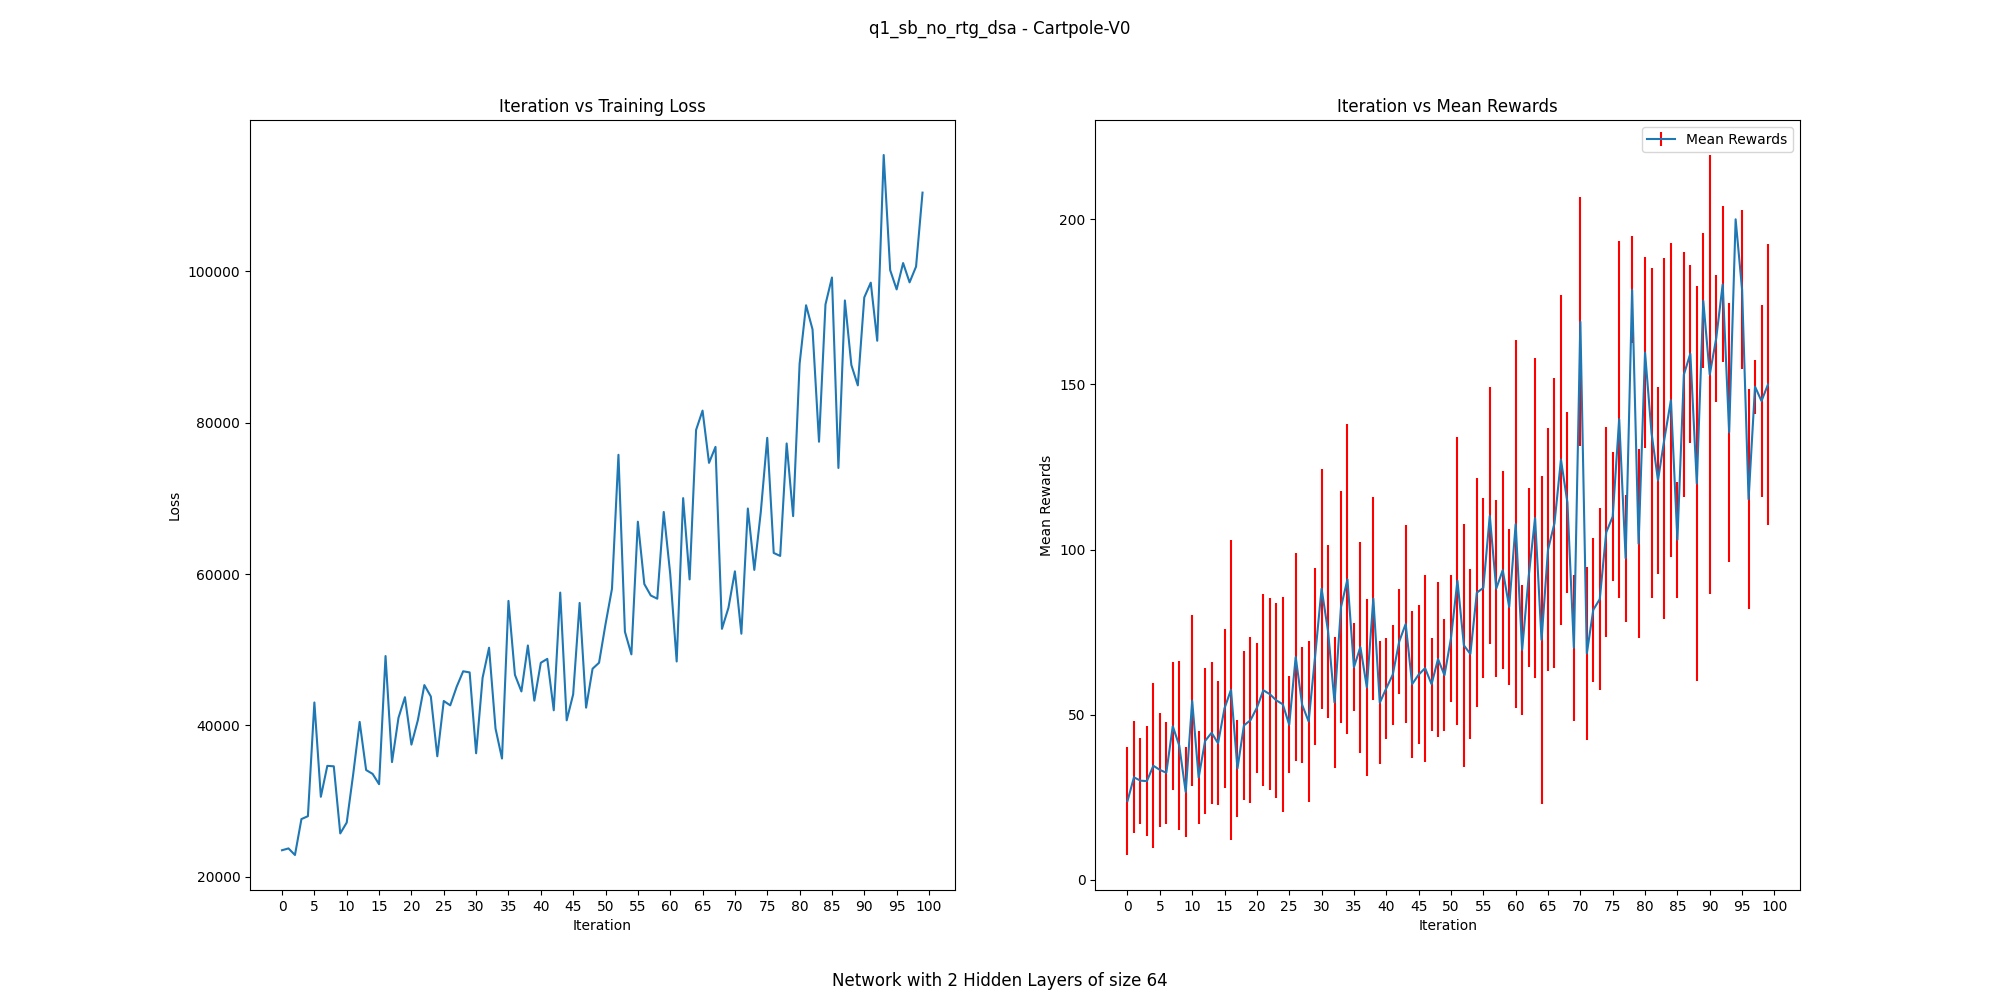 q1_sb_no_rtg_dsa - Cartpole-V0
Iteration vs Training Loss
Loss
100000
80000
60000
40000
20000
0 5 10 15 20 25 30 35 40 45 50 55 60 65 70 75 80 85 90 95 100
Iteration
Iteration vs Mean Rewards
Mean Rewards
Mean Rewards
200
150
100
50
0
0 5 10 15 20 25 30 35 40 45 50 55 60 65 70 75 80 85 90 95 100
Iteration
Network with 2 Hidden Layers of size 64